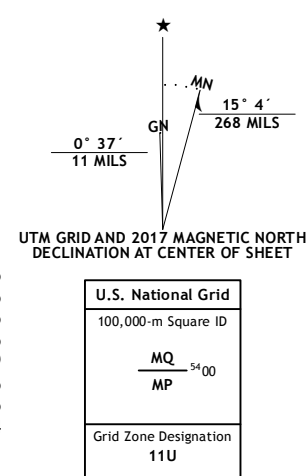 ★
MN
GN
15° 4´
268 MILS
0° 37´
11 MILS
UTM GRID AND 2017 MAGNETIC NORTH
DECLINATION AT CENTER OF SHEET
U.S. National Grid
100,000-m Square ID
MQ
5400
MP
Grid Zone Designation
11U